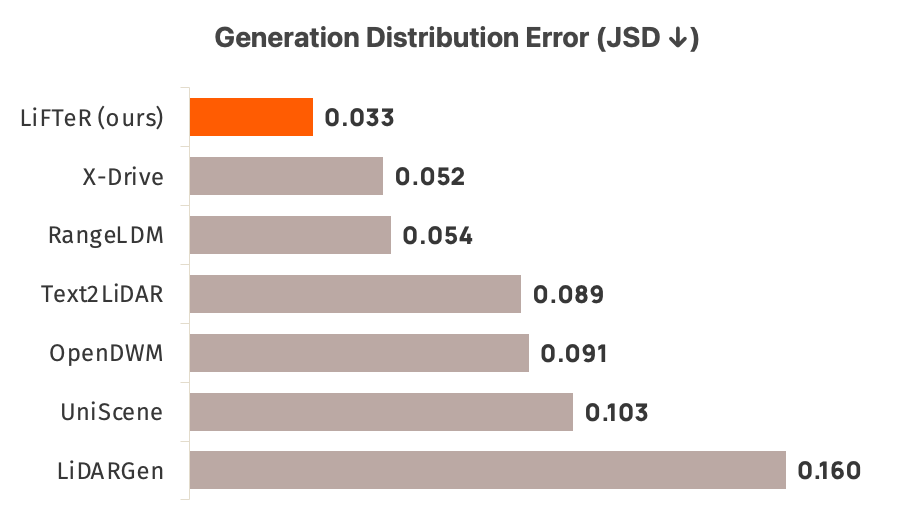 Generation Distribution Error (JSD ↓)
LiFTeR (ours) 0.033
X-Drive 0.052
RangeLDM 0.054
Text2LiDAR 0.089
OpenDWM 0.091
UniScene 0.103
LiDARGen 0.160